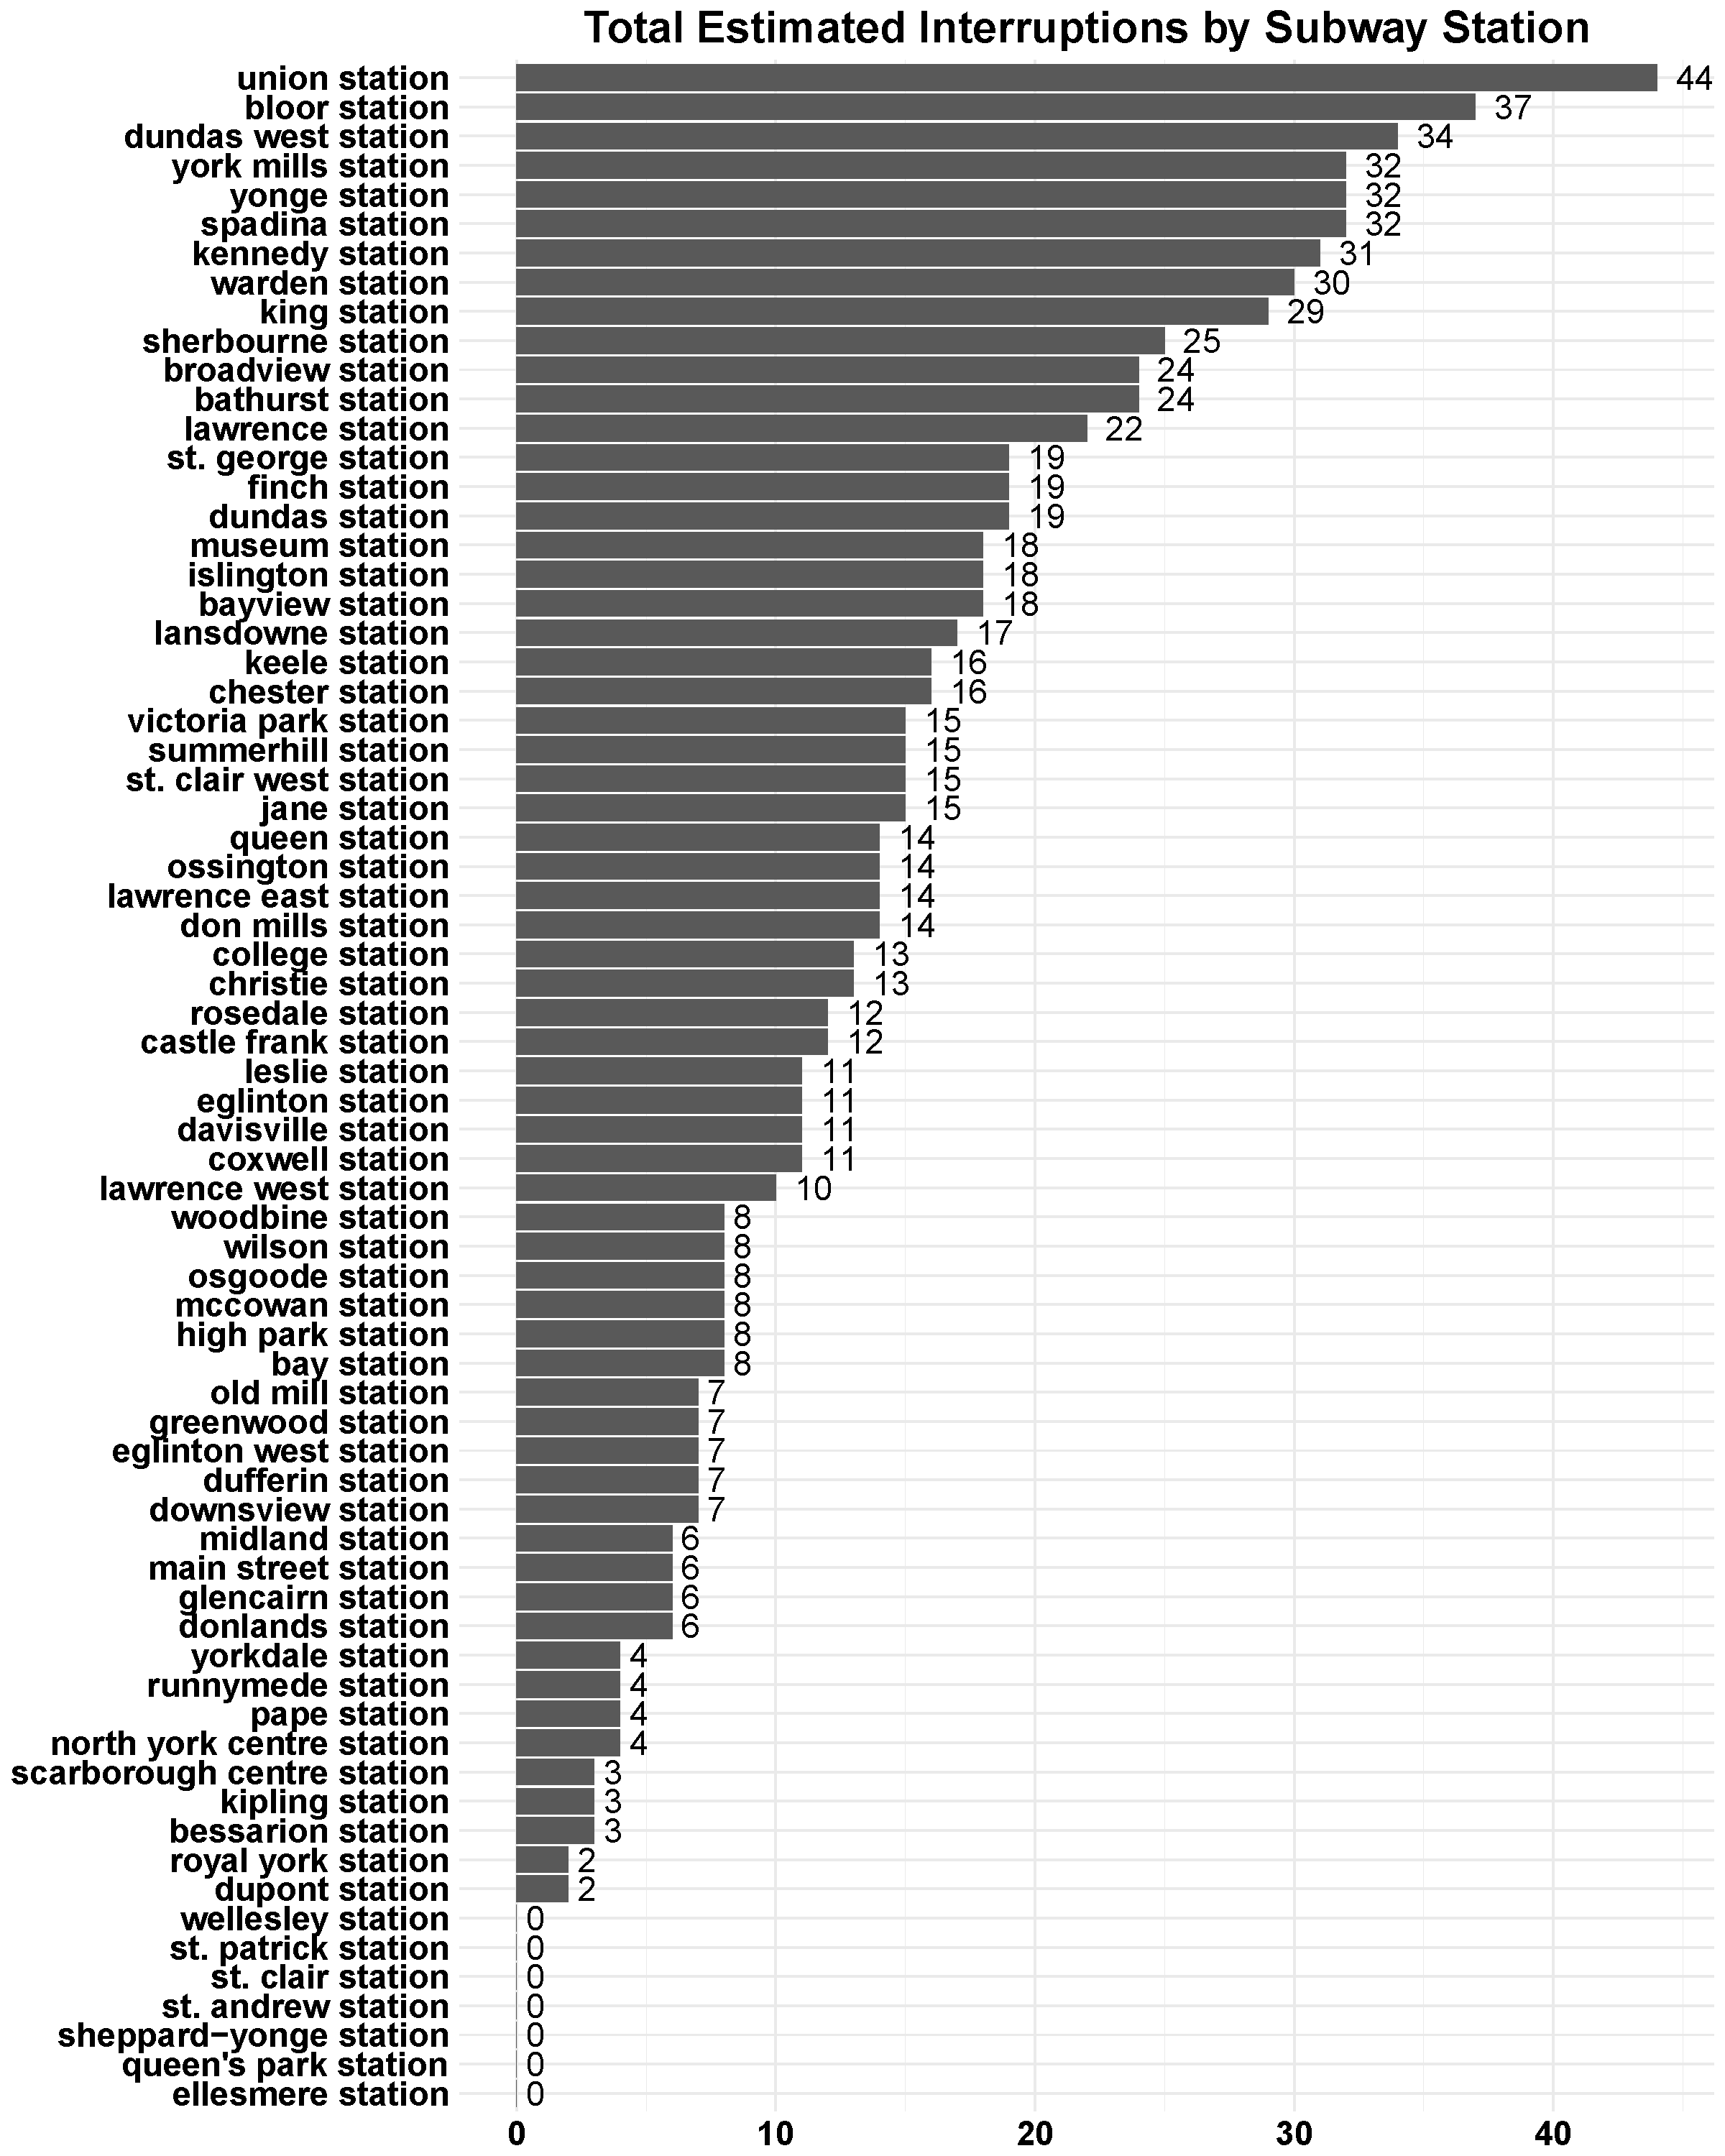 Total Estimated Interruptions by Subway Station
union station 44
bloor station 37
dundas west station 34
york mills station 32
yonge station 32
spadina station 32
kennedy station 31
warden station 30
king station 29
sherbourne station 25
broadview station 24
bathurst station 24
lawrence station 22
st. george station 19
finch station 19
dundas station 19
museum station 18
islington station 18
bayview station 18
lansdowne station 17
keele station 16
chester station 16
victoria park station 15
summerhill station 15
st. clair west station 15
jane station 15
queen station 14
ossington station 14
lawrence east station 14
don mills station 14
college station 13
christie station 13
rosedale station 12
castle frank station 12
leslie station 11
eglinton station 11
davisville station 11
coxwell station 11
lawrence west station 10
woodbine station 8
wilson station 8
osgoode station 8
mccowan station 8
high park station 8
bay station 8
old mill station 7
greenwood station 7
eglinton west station 7
dufferin station 7
downsview station 7
midland station 6
main street station 6
glencairn station 6
donlands station 6
yorkdale station 4
runnymede station 4
pape station 4
north york centre station 4
scarborough centre station 3
kipling station 3
bessarion station 3
royal york station 2
dupont station 2
wellesley station 0
st. patrick station 0
st. clair station 0
st. andrew station 0
sheppard−yonge station 0
queen's park station 0
ellesmere station 0
0 10 20 30 40